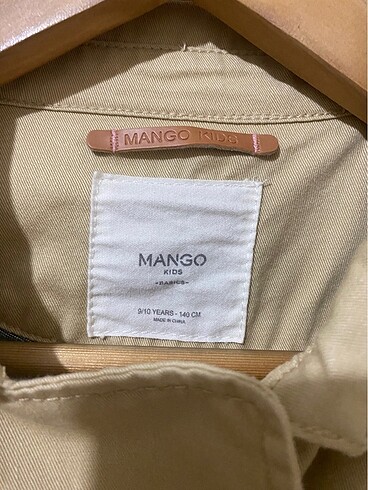 MANGO KIDS
MANGO
KIDS
-BASICS-
9/10 YEARS - 140 CM
MADE IN CHINA